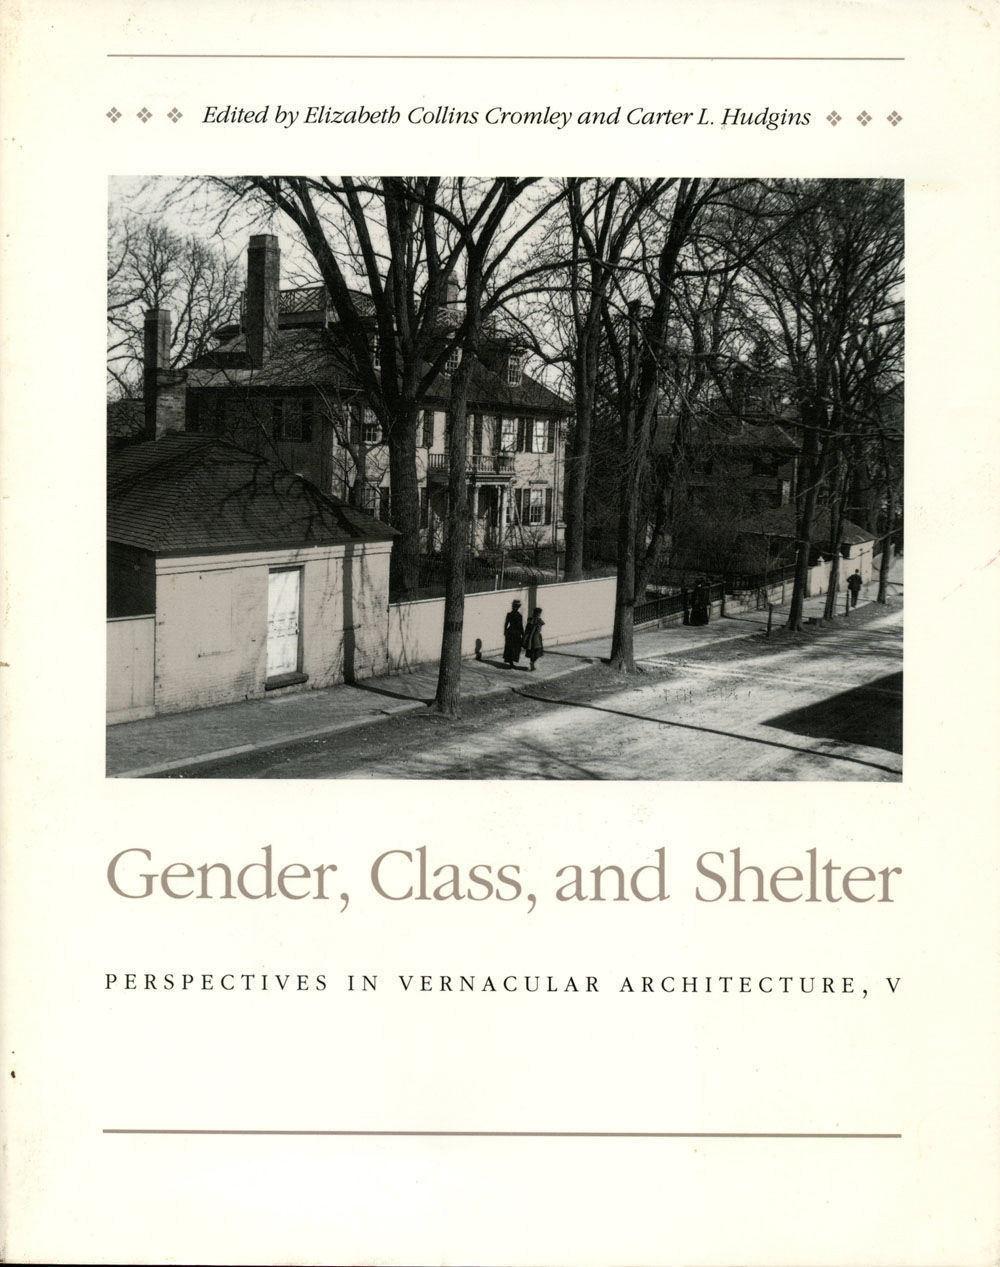 Edited by Elizabeth Collins Cromley and Carter L. Hudgins
Gender, Class, and Shelter
PERSPECTIVES IN VERNACULAR ARCHITECTURE, V